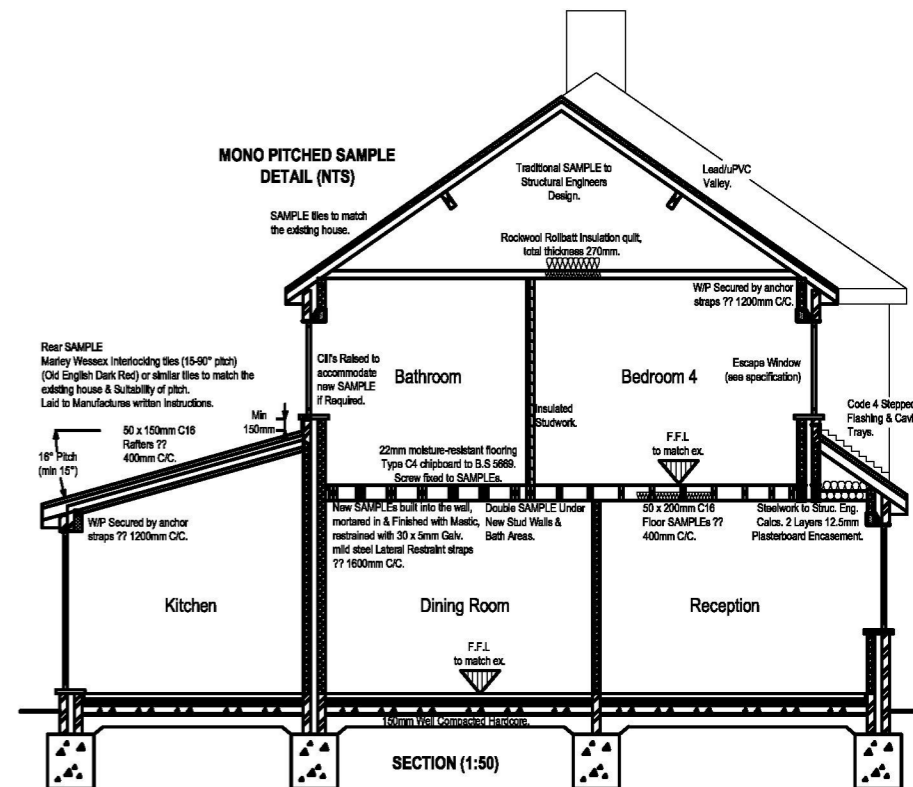 MONO PITCHED SAMPLE
DETAIL (NTS)
Traditional SAMPLE to
Structural Engineers
Design.
Lead/uPVC
Valley.
SAMPLE tiles to match
the existing house.
Rockwool Rollbatt Insulation quilt,
total thickness 270mm.
W/P Secured by anchor
straps ?? 1200mm C/C.
Rear SAMPLE
Marley Wessex Interlocking tiles (15-90° pitch)
(Old English Dark Red) or similar tiles to match the
existing house & Suitability of pitch.
Laid to Manufactures written Instructions.
Cill's Raised to
accommodate
new SAMPLE
if Required.
Bathroom
Bedroom 4
Escape Window
(see specification)
Code 4 Stepped
Flashing & Cavi
Trays.
Min
150mm
50 x 150mm C16
Rafters ??
400mm C/C.
16° Pitch
(min 15°)
Insulated
Studwork.
F.F.L
to match ex.
22mm moisture-resistant flooring
Type C4 chipboard to B.S 5669.
Screw fixed to SAMPLEs.
W/P Secured by anchor
straps ?? 1200mm C/C.
New SAMPLEs built into the wall,
mortared in & Finished with Mastic,
restrained with 30 x 5mm Galv.
mild steel Lateral Restraint straps
?? 1600mm C/C.
Double SAMPLE Under
New Stud Walls &
Bath Areas.
50 x 200mm C16
Floor SAMPLEs ??
400mm C/C.
Steelwork to Struc. Eng.
Calcs. 2 Layers 12.5mm
Plasterboard Encasement.
Kitchen
Dining Room
Reception
F.F.L
to match ex.
150mm Well Compacted Hardcore.
SECTION (1:50)